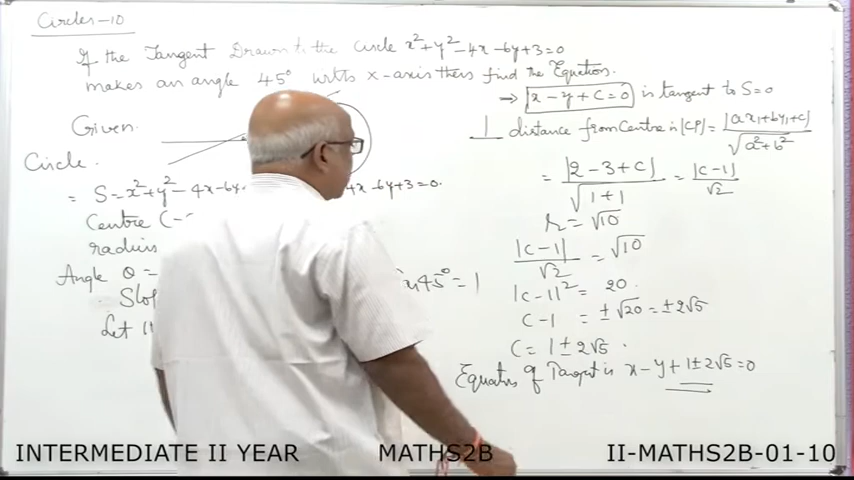 Circles-10
If the Tangent Drawn to the circle x²+y²-4x-6y+3=0
makes an angle 45° with x-axis then find the Equation.
Given
Circle.
= S=x²+y²-4x-6y
4x-6y+3=0.
Centre (-
radius
Angle θ =
45° = 1
Slo
Let
→ x-y+c=0 is tangent to S=0
⊥ distance from Centre is |CP| = |ax₁+by₁+c| / √(a²+b²)
= |2-3+c| / √(1+1) = |c-1| / √2
r = √10
|c-1| / √2 = √10
|c-1|² = 20
c-1 = ±√20 = ±2√5
c = 1±2√5.
Equation of Tangent is x-y+1±2√5=0
INTERMEDIATE II YEAR MATHS2B II-MATHS2B-01-10